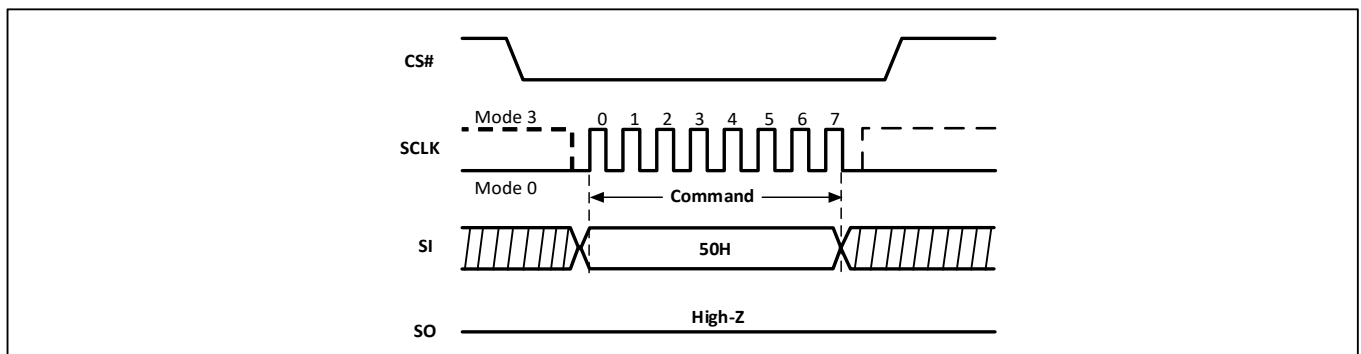 CS#
Mode 3
0 1 2 3 4 5 6 7
SCLK
Mode 0
Command
SI
50H
High-Z
SO